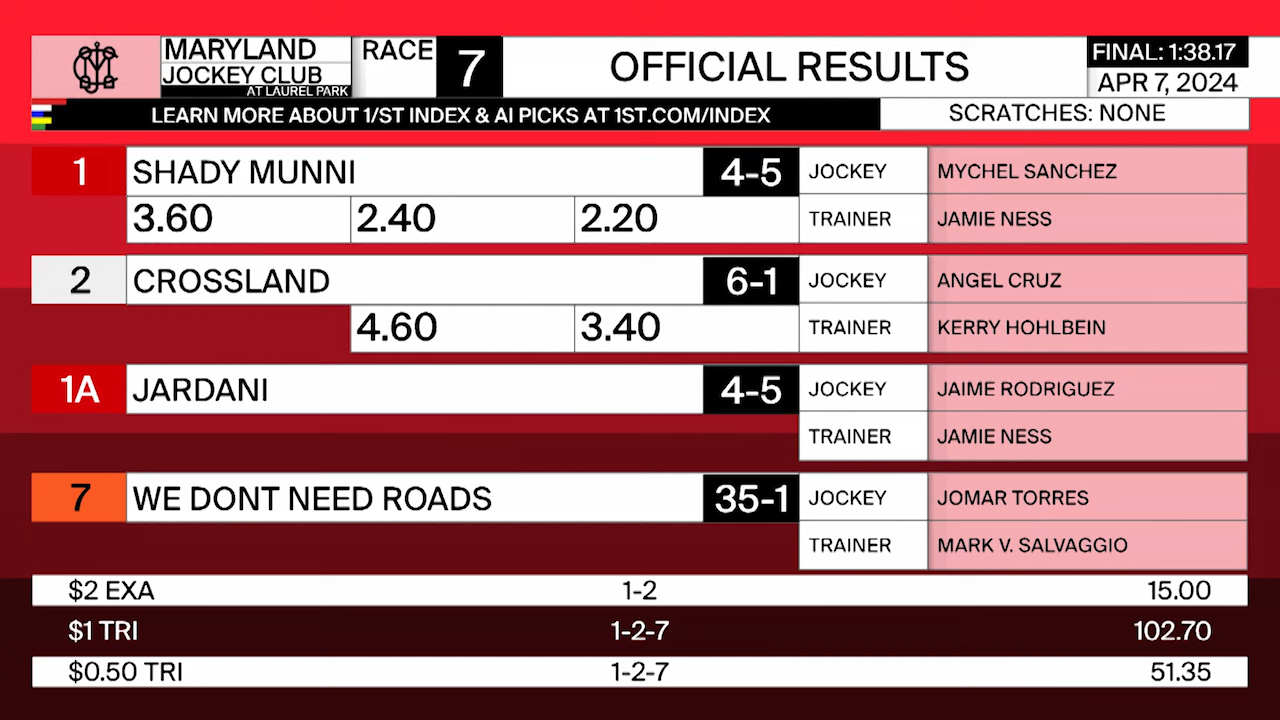 MARYLAND
JOCKEY CLUB
AT LAUREL PARK
RACE 7
OFFICIAL RESULTS
FINAL: 1:38.17
APR 7, 2024
LEARN MORE ABOUT 1/ST INDEX & AI PICKS AT 1ST.COM/INDEX
SCRATCHES: NONE
1 SHADY MUNNI 4-5 JOCKEY MYCHEL SANCHEZ
3.60 2.40 2.20 TRAINER JAMIE NESS
2 CROSSLAND 6-1 JOCKEY ANGEL CRUZ
4.60 3.40 TRAINER KERRY HOHLBEIN
1A JARDANI 4-5 JOCKEY JAIME RODRIGUEZ
TRAINER JAMIE NESS
7 WE DONT NEED ROADS 35-1 JOCKEY JOMAR TORRES
TRAINER MARK V. SALVAGGIO
$2 EXA 1-2 15.00
$1 TRI 1-2-7 102.70
$0.50 TRI 1-2-7 51.35